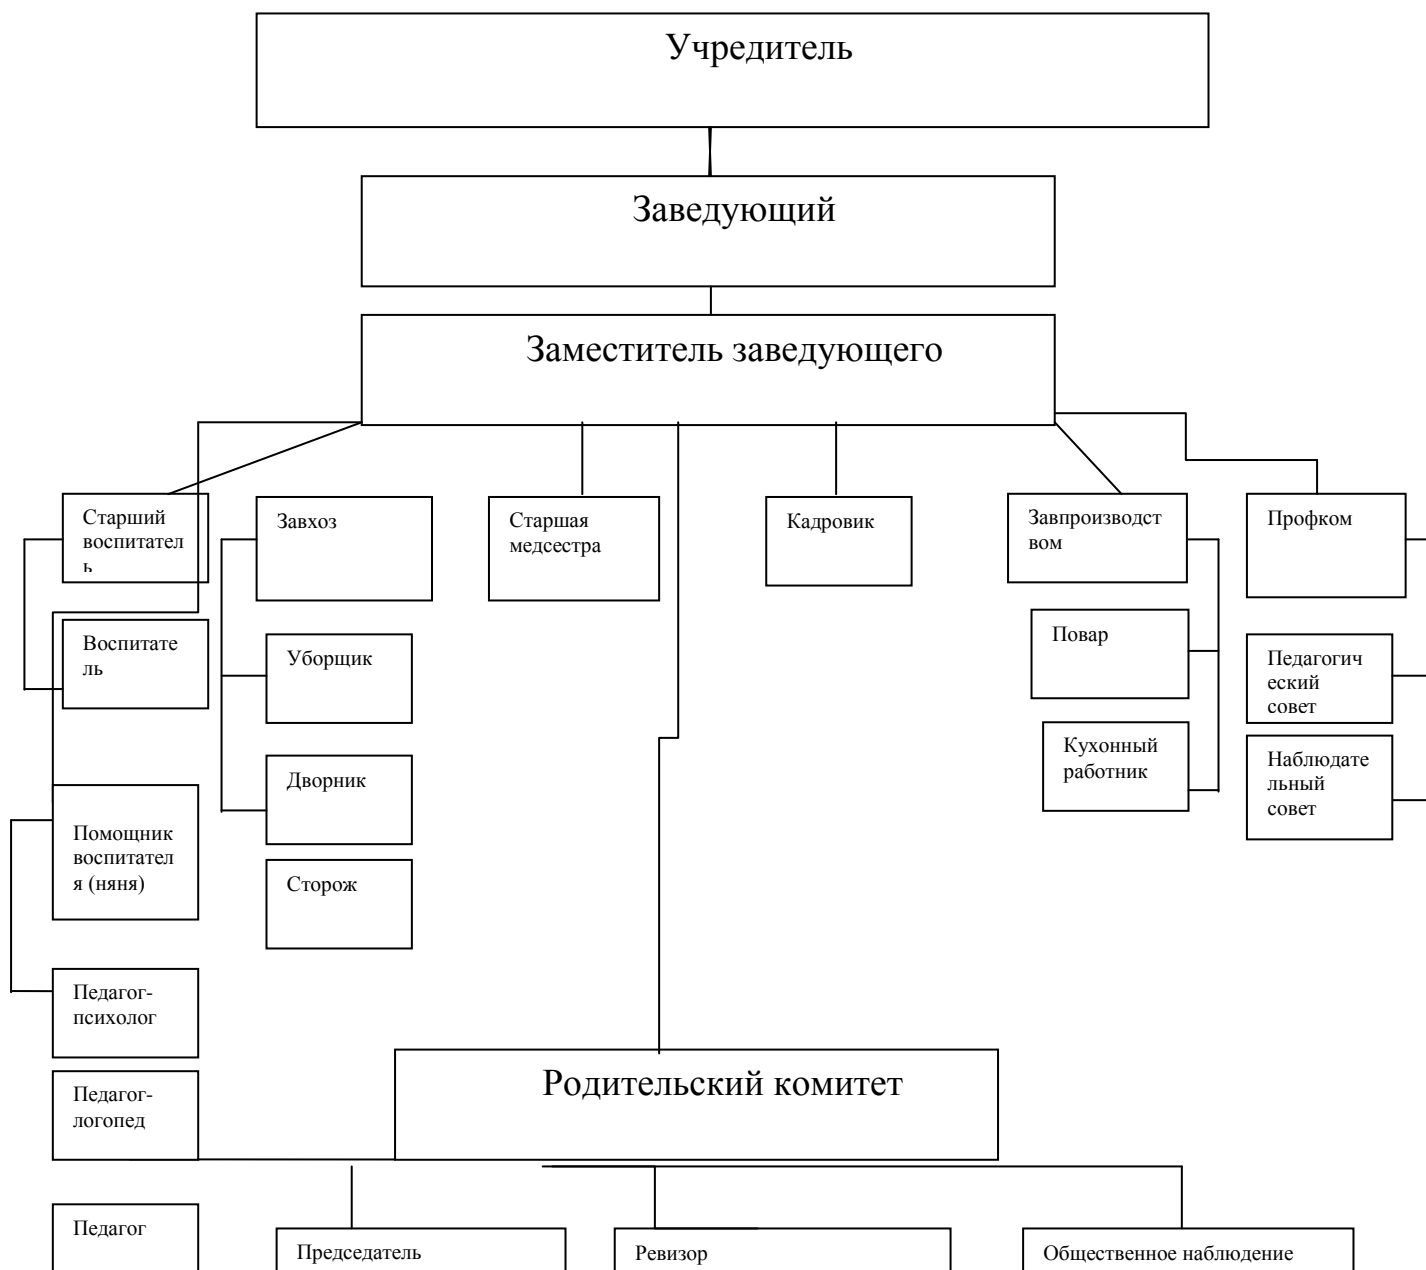 Учредитель
Заведующий
Заместитель заведующего
Старший
воспитател
ь
Завхоз
Старшая
медсестра
Кадровик
Завпроизводст
вом
Профком
Воспитате
ль
Уборщик
Повар
Педагогич
еский
совет
Кухонный
работник
Наблюдате
льный
совет
Дворник
Помощник
воспитател
я (няня)
Сторож
Педагог-
психолог
Родительский комитет
Педагог-
логопед
Педагог
Председатель
Ревизор
Общественное наблюдение